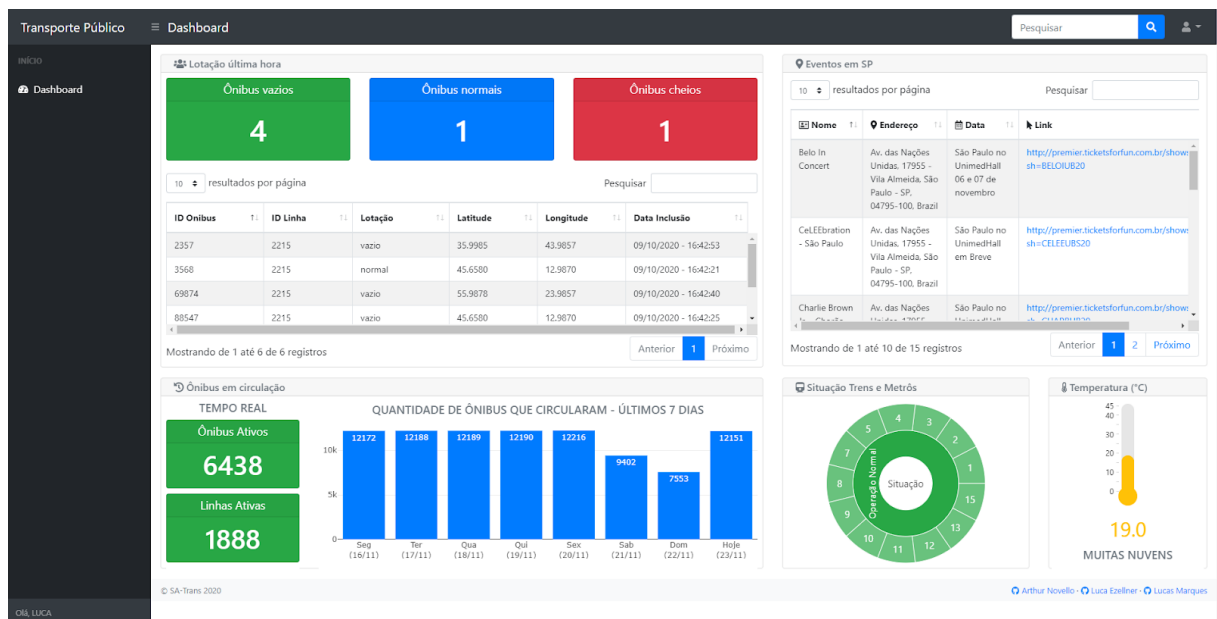 Transporte Público
Dashboard
Pesquisar
INÍCIO
Dashboard
Lotação última hora
Ônibus vazios
4
Ônibus normais
1
Ônibus cheios
1
10 resultados por página
Pesquisar
ID Onibus ID Linha Lotação Latitude Longitude Data Inclusão
2357 2215 vazio 35.9985 43.9857 09/10/2020 - 16:42:53
3568 2215 normal 45.6580 12.9870 09/10/2020 - 16:42:21
69874 2215 vazio 55.9878 23.9857 09/10/2020 - 16:42:40
88547 2215 vazio 45.6580 12.9870 09/10/2020 - 16:42:25
Mostrando de 1 até 6 de 6 registros
Anterior 1 Próximo
Eventos em SP
10 resultados por página
Pesquisar
Nome Endereço Data Link
Belo In
Concert
Av. das Nações
Unidas, 17955 -
Vila Almeida, São
Paulo - SP,
04795-100, Brazil
São Paulo no
UnimedHall
06 e 07 de
novembro
http://premier.ticketsforfun.com.br/shows
sh=BELOIUB20
CeLEEbration
- São Paulo
Av. das Nações
Unidas, 17955 -
Vila Almeida, São
Paulo - SP,
04795-100, Brazil
São Paulo no
UnimedHall
em Breve
http://premier.ticketsforfun.com.br/shows
sh=CELEEUBS20
Charlie Brown
Av. das Nações
São Paulo no
http://premier.ticketsforfun.com.br/shows
Mostrando de 1 até 10 de 15 registros
Anterior 1 2 Próximo
Ônibus em circulação
TEMPO REAL
Ônibus Ativos
6438
Linhas Ativas
1888
QUANTIDADE DE ÔNIBUS QUE CIRCULARAM - ÚLTIMOS 7 DIAS
10k
5k
0
12172 12188 12189 12190 12216 9402 7553 12151
Seg Ter Qua Qui Sex Sab Dom Hoje
(16/11) (17/11) (18/11) (19/11) (20/11) (21/11) (22/11) (23/11)
Situação Trens e Metrôs
Situação
Operação Normal
1
2
3
4
5
7
8
9
10
11
12
13
15
Temperatura (°C)
45
40
30
20
10
0
19.0
MUITAS NUVENS
© SA-Trans 2020
Arthur Novello · Luca Ezellner · Lucas Marques
Olá, LUCA